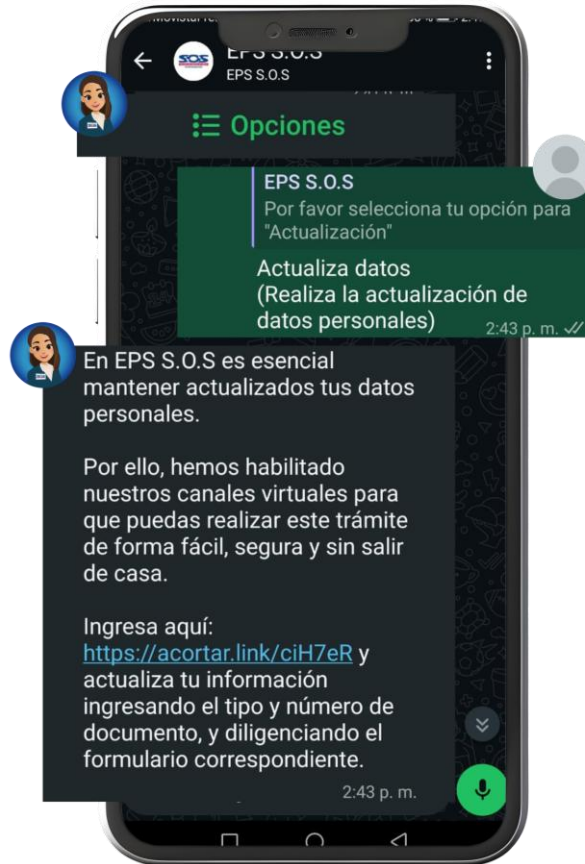 EPS S.O.S
SOS
EPS S.O.S
Opciones
EPS S.O.S
Por favor selecciona tu opción para
"Actualización"
Actualiza datos
(Realiza la actualización de
datos personales)
2:43 p. m.
En EPS S.O.S es esencial
mantener actualizados tus datos
personales.
Por ello, hemos habilitado
nuestros canales virtuales para
que puedas realizar este trámite
de forma fácil, segura y sin salir
de casa.
Ingresa aquí:
https://acortar.link/ciH7eR y
actualiza tu información
ingresando el tipo y número de
documento, y diligenciando el
formulario correspondiente.
2:43 p. m.